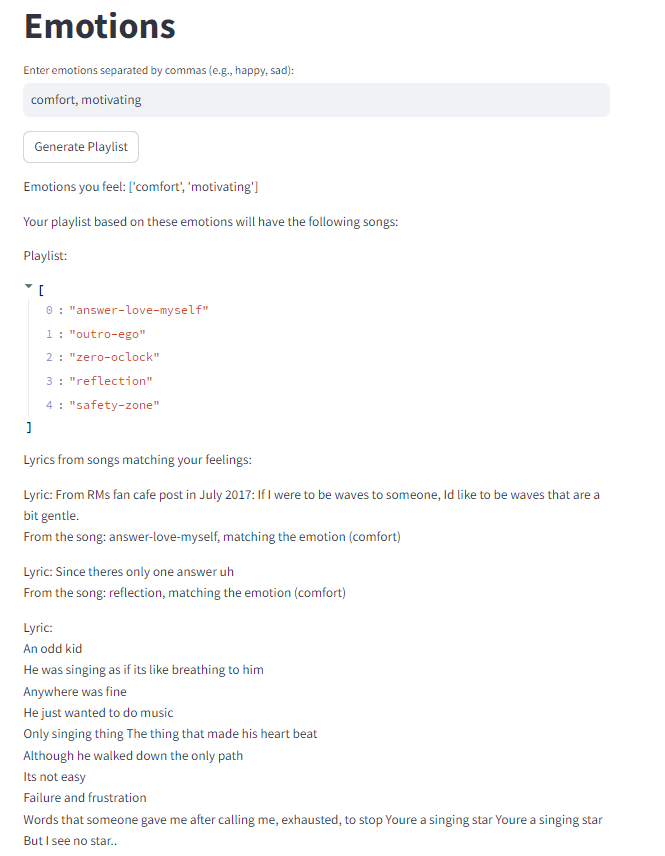 Emotions
Enter emotions separated by commas (e.g., happy, sad):
comfort, motivating
Generate Playlist
Emotions you feel: ['comfort', 'motivating']
Your playlist based on these emotions will have the following songs:
Playlist:
[
0 : "answer-love-myself"
1 : "outro-ego"
2 : "zero-oclock"
3 : "reflection"
4 : "safety-zone"
]
Lyrics from songs matching your feelings:
Lyric: From RMs fan cafe post in July 2017: If I were to be waves to someone, Id like to be waves that are a
bit gentle.
From the song: answer-love-myself, matching the emotion (comfort)
Lyric: Since theres only one answer uh
From the song: reflection, matching the emotion (comfort)
Lyric:
An odd kid
He was singing as if its like breathing to him
Anywhere was fine
He just wanted to do music
Only singing thing The thing that made his heart beat
Although he walked down the only path
Its not easy
Failure and frustration
Words that someone gave me after calling me, exhausted, to stop Youre a singing star Youre a singing star
But I see no star..